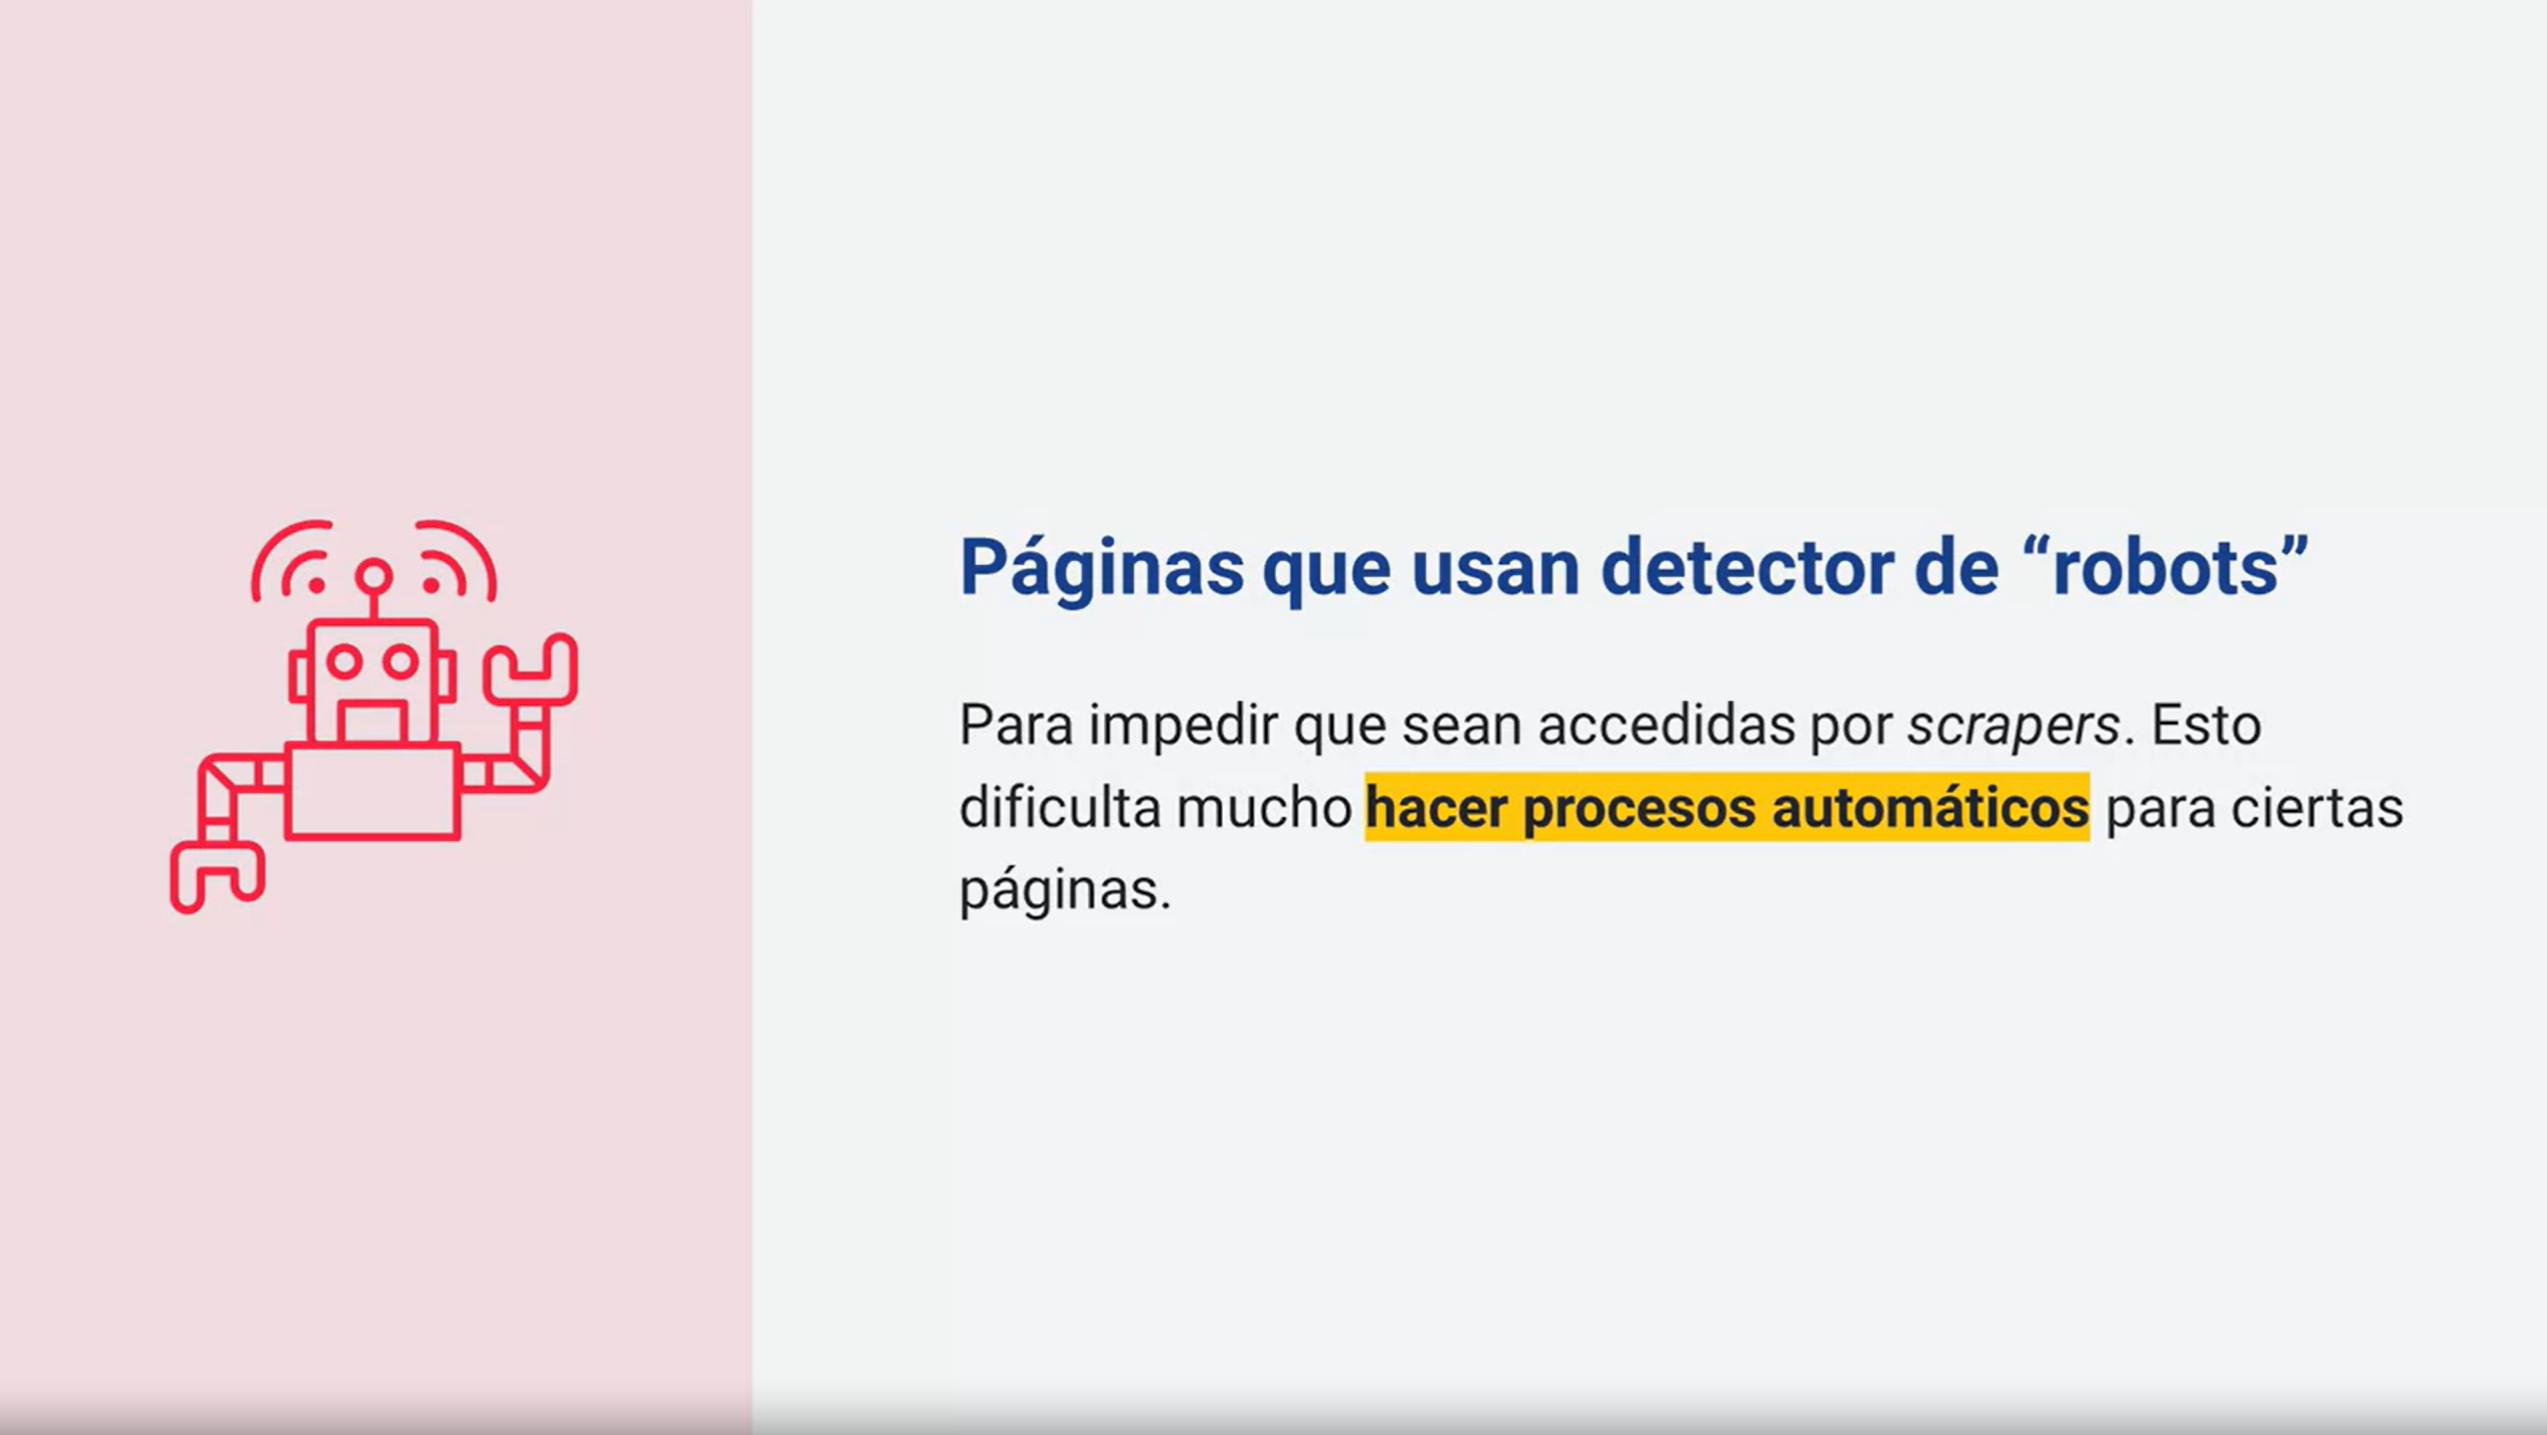 Páginas que usan detector de “robots”
Para impedir que sean accedidas por scrapers. Esto
dificulta mucho hacer procesos automáticos para ciertas
páginas.